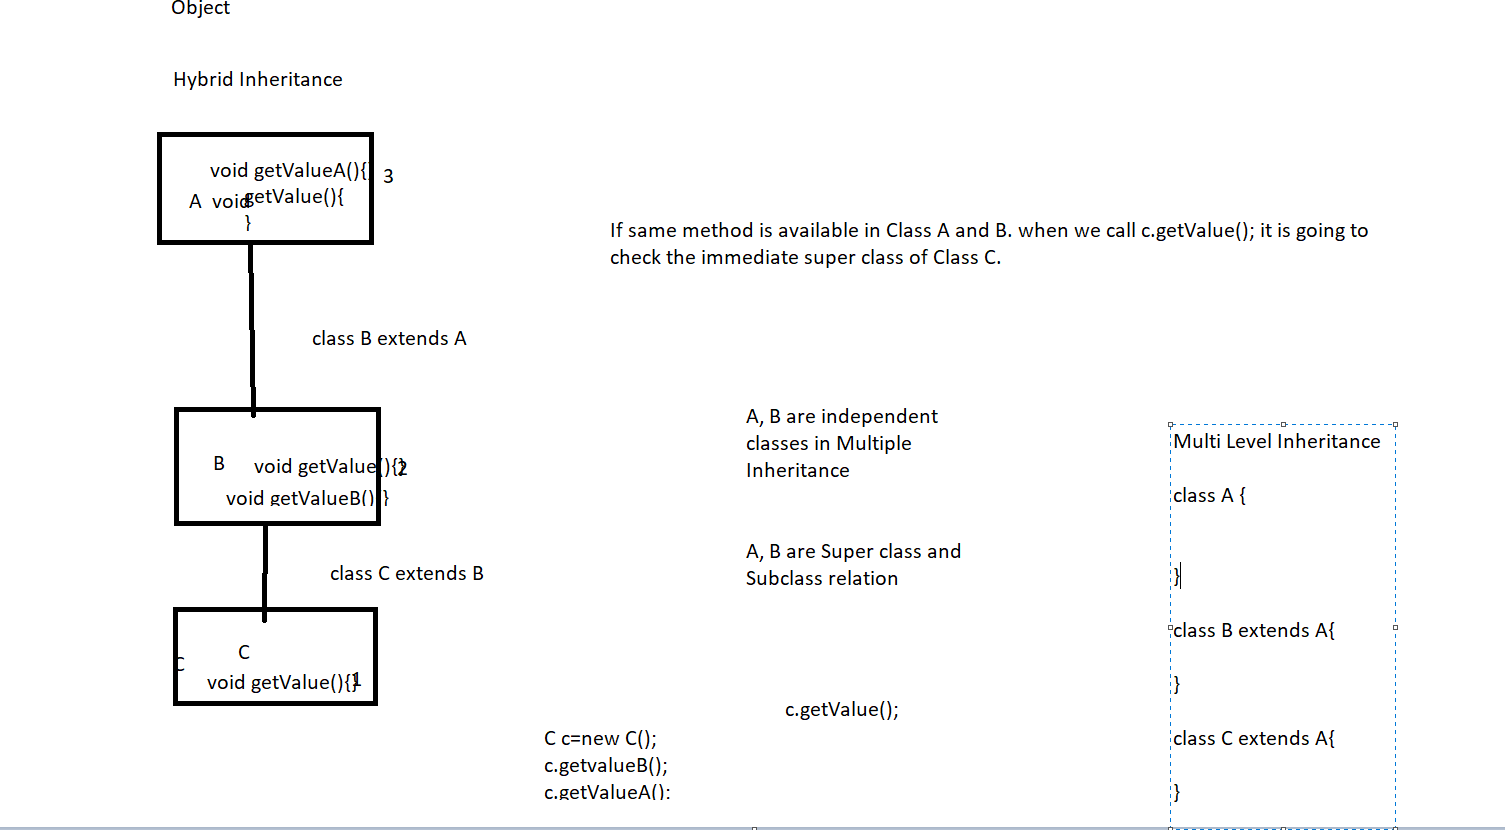 Object
Hybrid Inheritance
void getValueA(){}
3
A void
getValue(){
}
If same method is available in Class A and B. when we call c.getValue(); it is going to
check the immediate super class of Class C.
class B extends A
A, B are independent
classes in Multiple
Inheritance
B void getValue(){}
2
void getValueB(){}
A, B are Super class and
Subclass relation
class C extends B
C
C
void getValue(){}
1
c.getValue();
C c=new C();
c.getvalueB();
c.getValueA();
Multi Level Inheritance
class A {
}
class B extends A{
}
class C extends A{
}